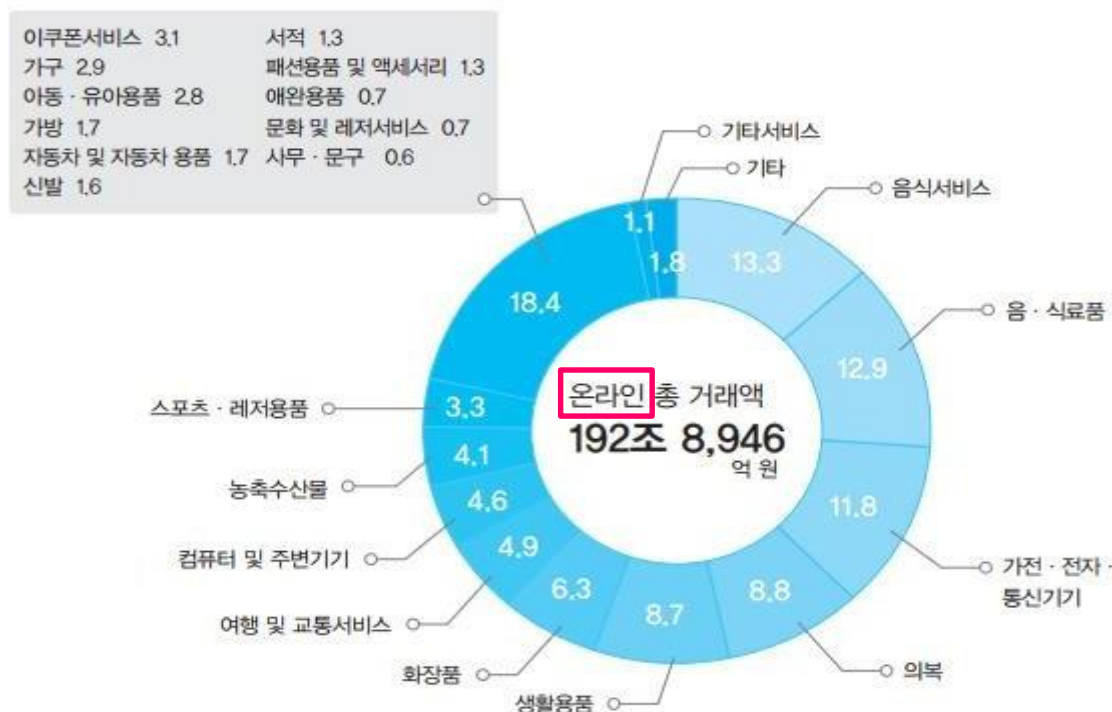 이쿠폰서비스 3.1
가구 2.9
아동 · 유아용품 2.8
가방 1.7
자동차 및 자동차 용품 1.7
신발 1.6
서적 1.3
패션용품 및 액세서리 1.3
애완용품 0.7
문화 및 레저서비스 0.7
사무 · 문구 0.6
기타서비스
기타
음식서비스
음 · 식료품
가전 · 전자 ·
통신기기
의복
생활용품
화장품
여행 및 교통서비스
컴퓨터 및 주변기기
농축수산물
스포츠 · 레저용품
1.1
1.8
13.3
12.9
11.8
8.8
8.7
6.3
4.9
4.6
4.1
3.3
18.4
온라인 총 거래액
192조 8,946
억 원